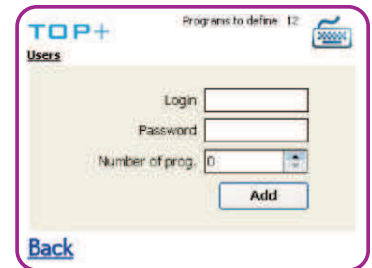 TOP+ Programs to define 12
Users
Login
Password
Number of prog. 0
Add
Back